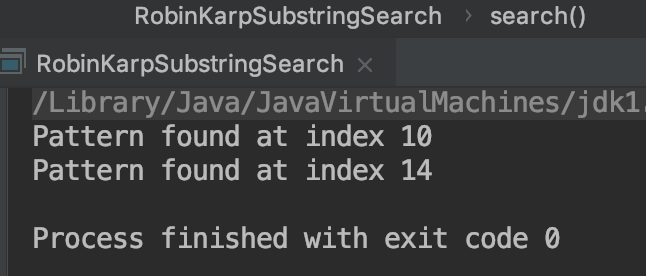 RobinKarpSubstringSearch > search()
RobinKarpSubstringSearch ×
/Library/Java/JavaVirtualMachines/jdk1.
Pattern found at index 10
Pattern found at index 14
Process finished with exit code 0